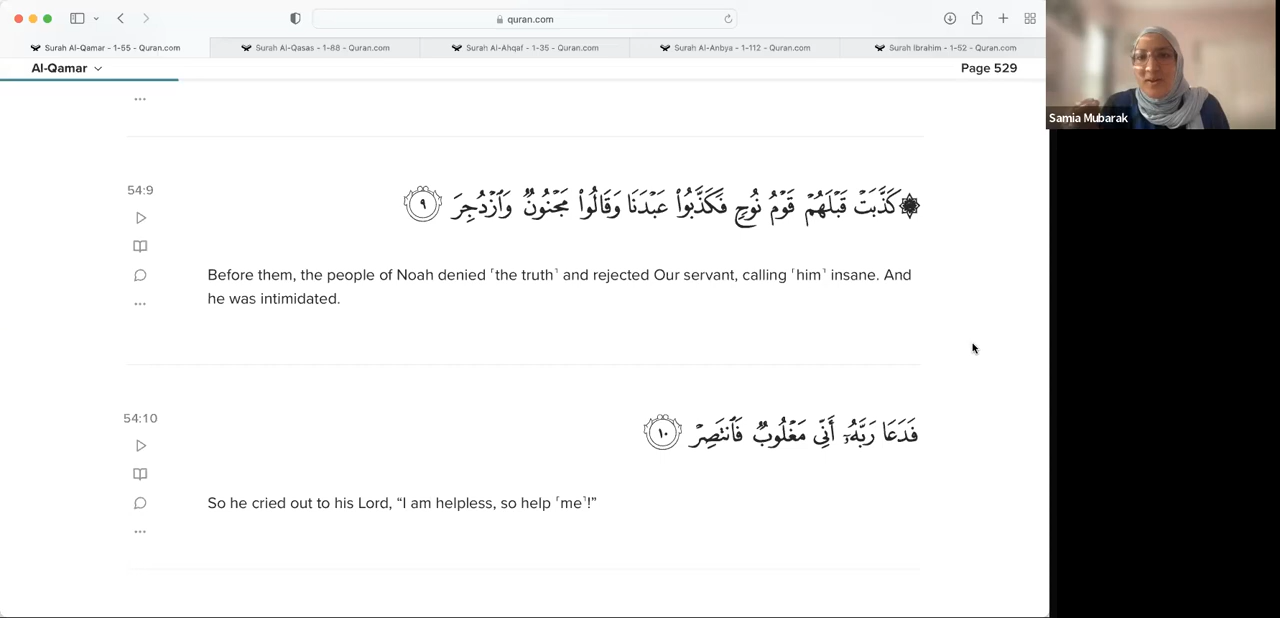 quran.com
Surah Al-Qamar - 1-55 - Quran.com
Surah Al-Qasas - 1-88 - Quran.com
Surah Al-Ahqaf - 1-35 - Quran.com
Surah Al-Anbya - 1-112 - Quran.com
Surah Ibrahim - 1-52 - Quran.com
Al-Qamar
Page 529
Samia Mubarak
54:9
۞ كَذَّبَتۡ قَبۡلَهُمۡ قَوۡمُ نُوحٖ فَكَذَّبُواْ عَبۡدَنَا وَقَالُواْ مَجۡنُونٞ وَٱزۡدُجِرَ ٩
Before them, the people of Noah denied ˹the truth˺ and rejected Our servant, calling ˹him˺ insane. And
he was intimidated.
54:10
فَدَعَا رَبَّهُۥٓ أَنِّي مَغۡلُوبٞ فَٱنتَصِرۡ ١٠
So he cried out to his Lord, “I am helpless, so help ˹me˺!”